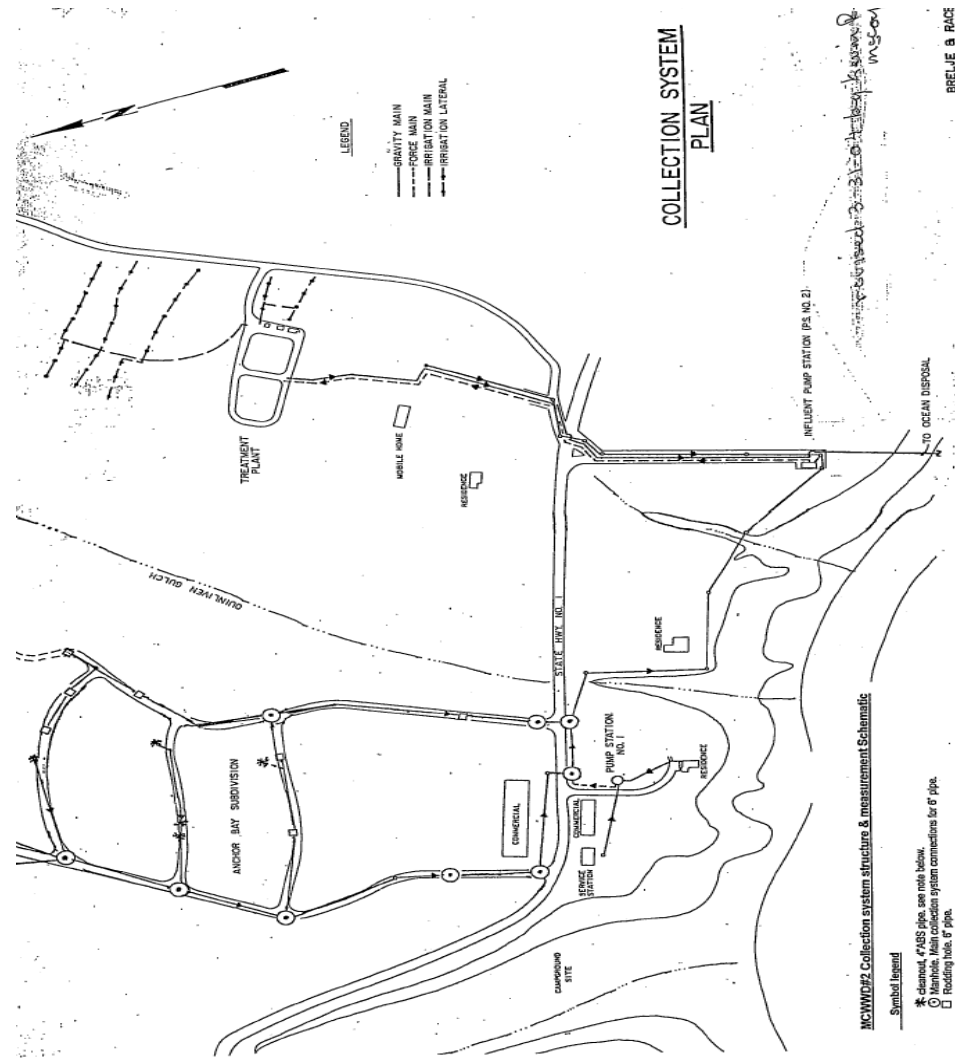 COLLECTION SYSTEM
PLAN
LEGEND
GRAVITY MAIN
FORCE MAIN
IRRIGATION MAIN
IRRIGATION LATERAL
TREATMENT
PLANT
MOBILE HOME
RESIDENCE
QUINLIVEN GULCH
STATE HWY. NO. 1
INFLUENT PUMP STATION (P.S. NO. 2)
TO OCEAN DISPOSAL
RESIDENCE
PUMP STATION
NO. 1
RESIDENCE
ANCHOR BAY SUBDIVISION
COMMERCIAL
COMMERCIAL
SERVICE
STATION
CAMPGROUND
SITE
BRELJE & RACE
MCWWD#2 Collection system structure & measurement Schematic
Symbol legend
cleanout, 4"ABS pipe. see note below.
Manhole, Main collection system connections for 6" pipe.
Rodding hole. 6" pipe.